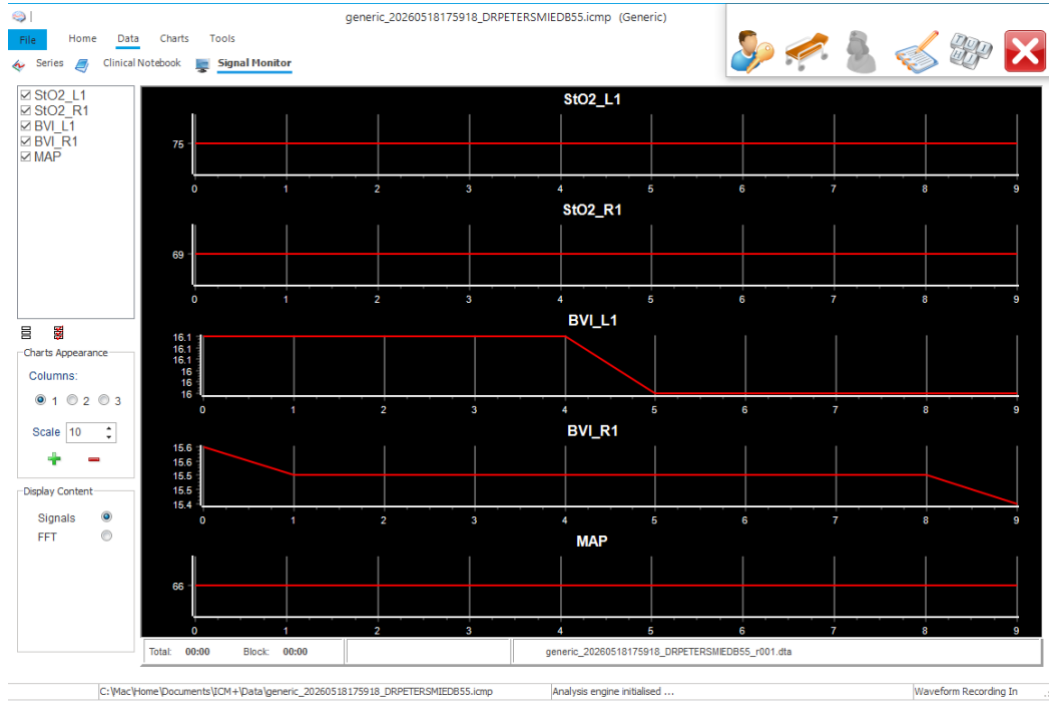 generic_20260518175918_DRPETERSMIEDB55.icmp (Generic)
File Home Data Charts Tools
Series Clinical Notebook Signal Monitor
StO2_L1
StO2_R1
BVI_L1
BVI_R1
MAP
Charts Appearance
Columns:
1 2 3
Scale 10
Display Content
Signals
FFT
StO2_L1
75
0 1 2 3 4 5 6 7 8 9
StO2_R1
69
0 1 2 3 4 5 6 7 8 9
BVI_L1
16.1
16.1
16.1
16
16
16
0 1 2 3 4 5 6 7 8 9
BVI_R1
15.6
15.6
15.5
15.5
15.4
0 1 2 3 4 5 6 7 8 9
MAP
66
0 1 2 3 4 5 6 7 8 9
Total: 00:00 Block: 00:00 generic_20260518175918_DRPETERSMIEDB55_r001.dta
C:\Mac\Home\Documents\ICM+\Data\generic_20260518175918_DRPETERSMIEDB55.icmp Analysis engine initialised ... Waveform Recording In